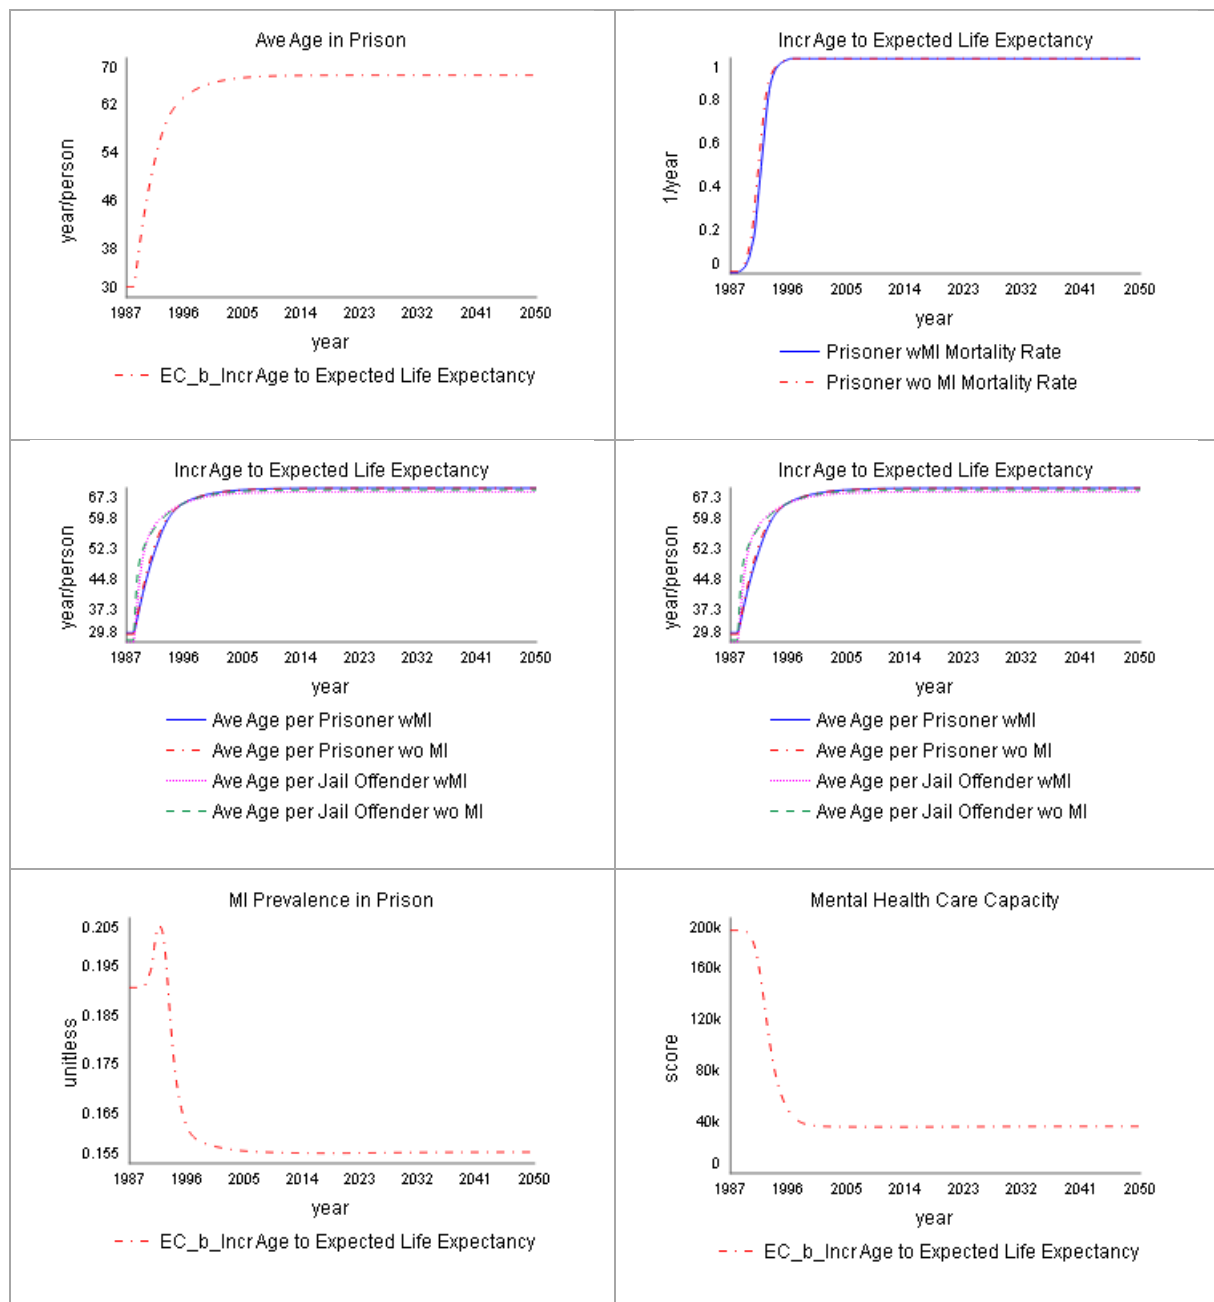 Ave Age in Prison
year/person
70
62
54
46
38
30
1987 1996 2005 2014 2023 2032 2041 2050
year
EC_b_Incr Age to Expected Life Expectancy
Incr Age to Expected Life Expectancy
1/year
1
0.8
0.6
0.4
0.2
0
1987 1996 2005 2014 2023 2032 2041 2050
year
Prisoner wMI Mortality Rate
Prisoner wo MI Mortality Rate
Incr Age to Expected Life Expectancy
year/person
67.3
59.8
52.3
44.8
37.3
29.8
1987 1996 2005 2014 2023 2032 2041 2050
year
Ave Age per Prisoner wMI
Ave Age per Prisoner wo MI
Ave Age per Jail Offender wMI
Ave Age per Jail Offender wo MI
Incr Age to Expected Life Expectancy
year/person
67.3
59.8
52.3
44.8
37.3
29.8
1987 1996 2005 2014 2023 2032 2041 2050
year
Ave Age per Prisoner wMI
Ave Age per Prisoner wo MI
Ave Age per Jail Offender wMI
Ave Age per Jail Offender wo MI
MI Prevalence in Prison
unitless
0.205
0.195
0.185
0.175
0.165
0.155
1987 1996 2005 2014 2023 2032 2041 2050
year
EC_b_Incr Age to Expected Life Expectancy
Mental Health Care Capacity
score
200k
160k
120k
80k
40k
0
1987 1996 2005 2014 2023 2032 2041 2050
year
EC_b_Incr Age to Expected Life Expectancy